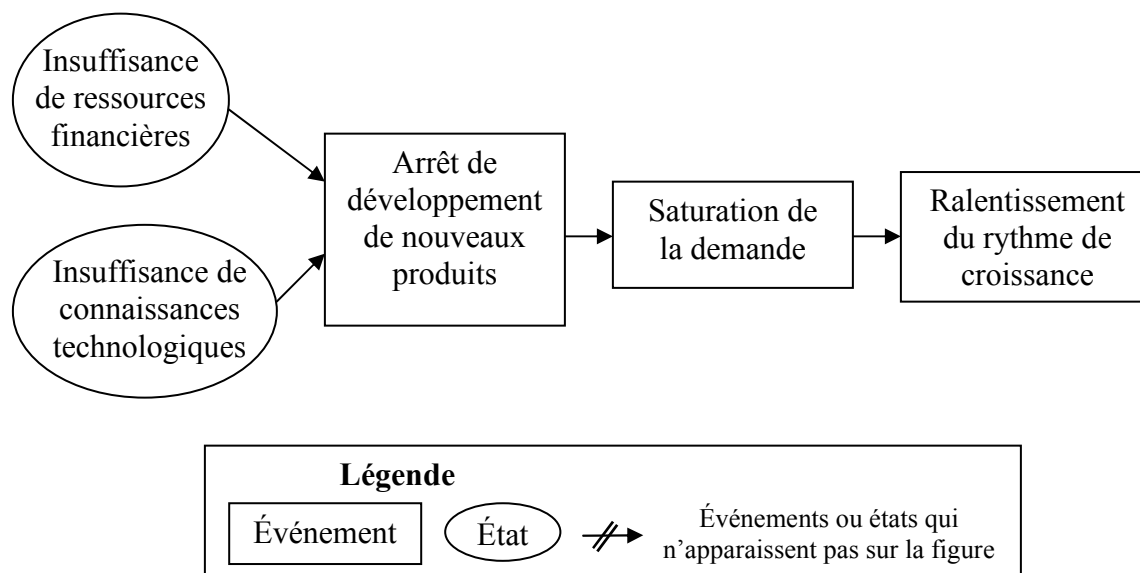 Insuffisance
de ressources
financières
Insuffisance de
connaissances
technologiques
Arrêt de
développement
de nouveaux
produits
Saturation de
la demande
Ralentissement
du rythme de
croissance
Légende
Événement
État
Événements ou états qui
n’apparaissent pas sur la figure